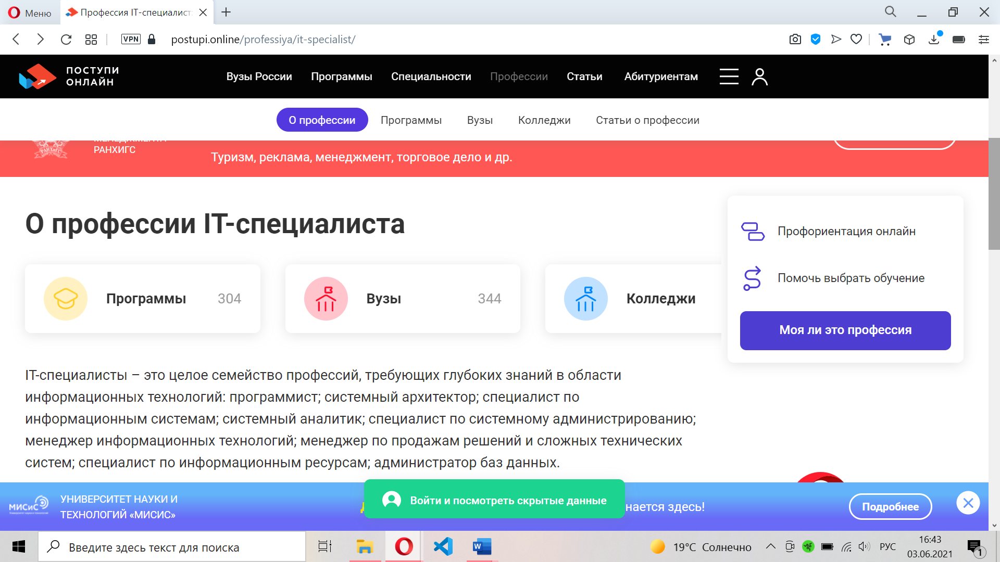 Меню
Профессия IT-специалист:
VPN
postupi.online/professiya/it-specialist/
ПОСТУПИ
ОНЛАЙН
Вузы России
Программы
Специальности
Профессии
Статьи
Абитуриентам
О профессии
Программы
Вузы
Колледжи
Статьи о профессии
МЕНЕДЖМЕНТА
РАНХИГС
РАНХиГС
Туризм, реклама, менеджмент, торговое дело и др.
О профессии IT-специалиста
Программы
304
Вузы
344
Колледжи
Профориентация онлайн
Помочь выбрать обучение
Моя ли это профессия
IT-специалисты – это целое семейство профессий, требующих глубоких знаний в области
информационных технологий: программист; системный архитектор; специалист по
информационным системам; системный аналитик; специалист по системному администрированию;
менеджер информационных технологий; менеджер по продажам решений и сложных технических
систем; специалист по информационным ресурсам; администратор баз данных.
МИСиС
УНИВЕРСИТЕТ НАУКИ И
ТЕХНОЛОГИЙ «МИСИС»
Войти и посмотреть скрытые данные
нается здесь!
Подробнее
Введите здесь текст для поиска
W
19°C Солнечно
РУС
16:43
03.06.2021
1